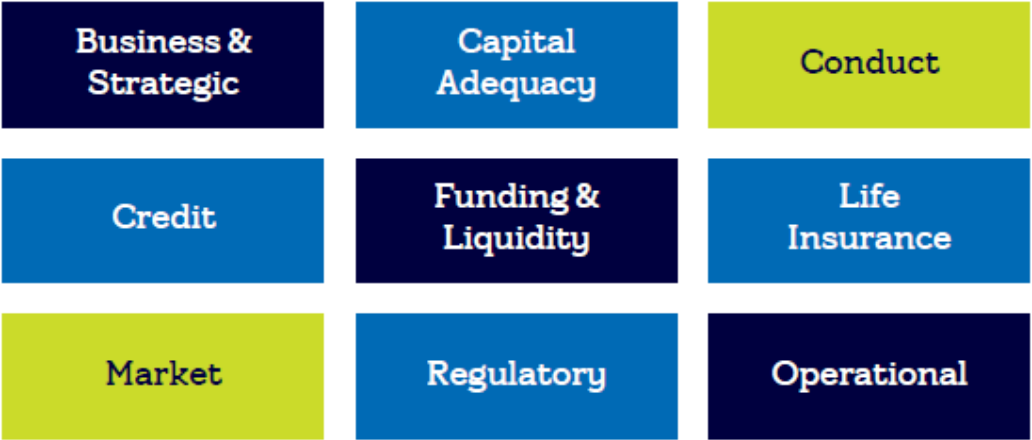 Business &
Strategic
Capital
Adequacy
Conduct
Credit
Funding &
Liquidity
Life
Insurance
Market
Regulatory
Operational